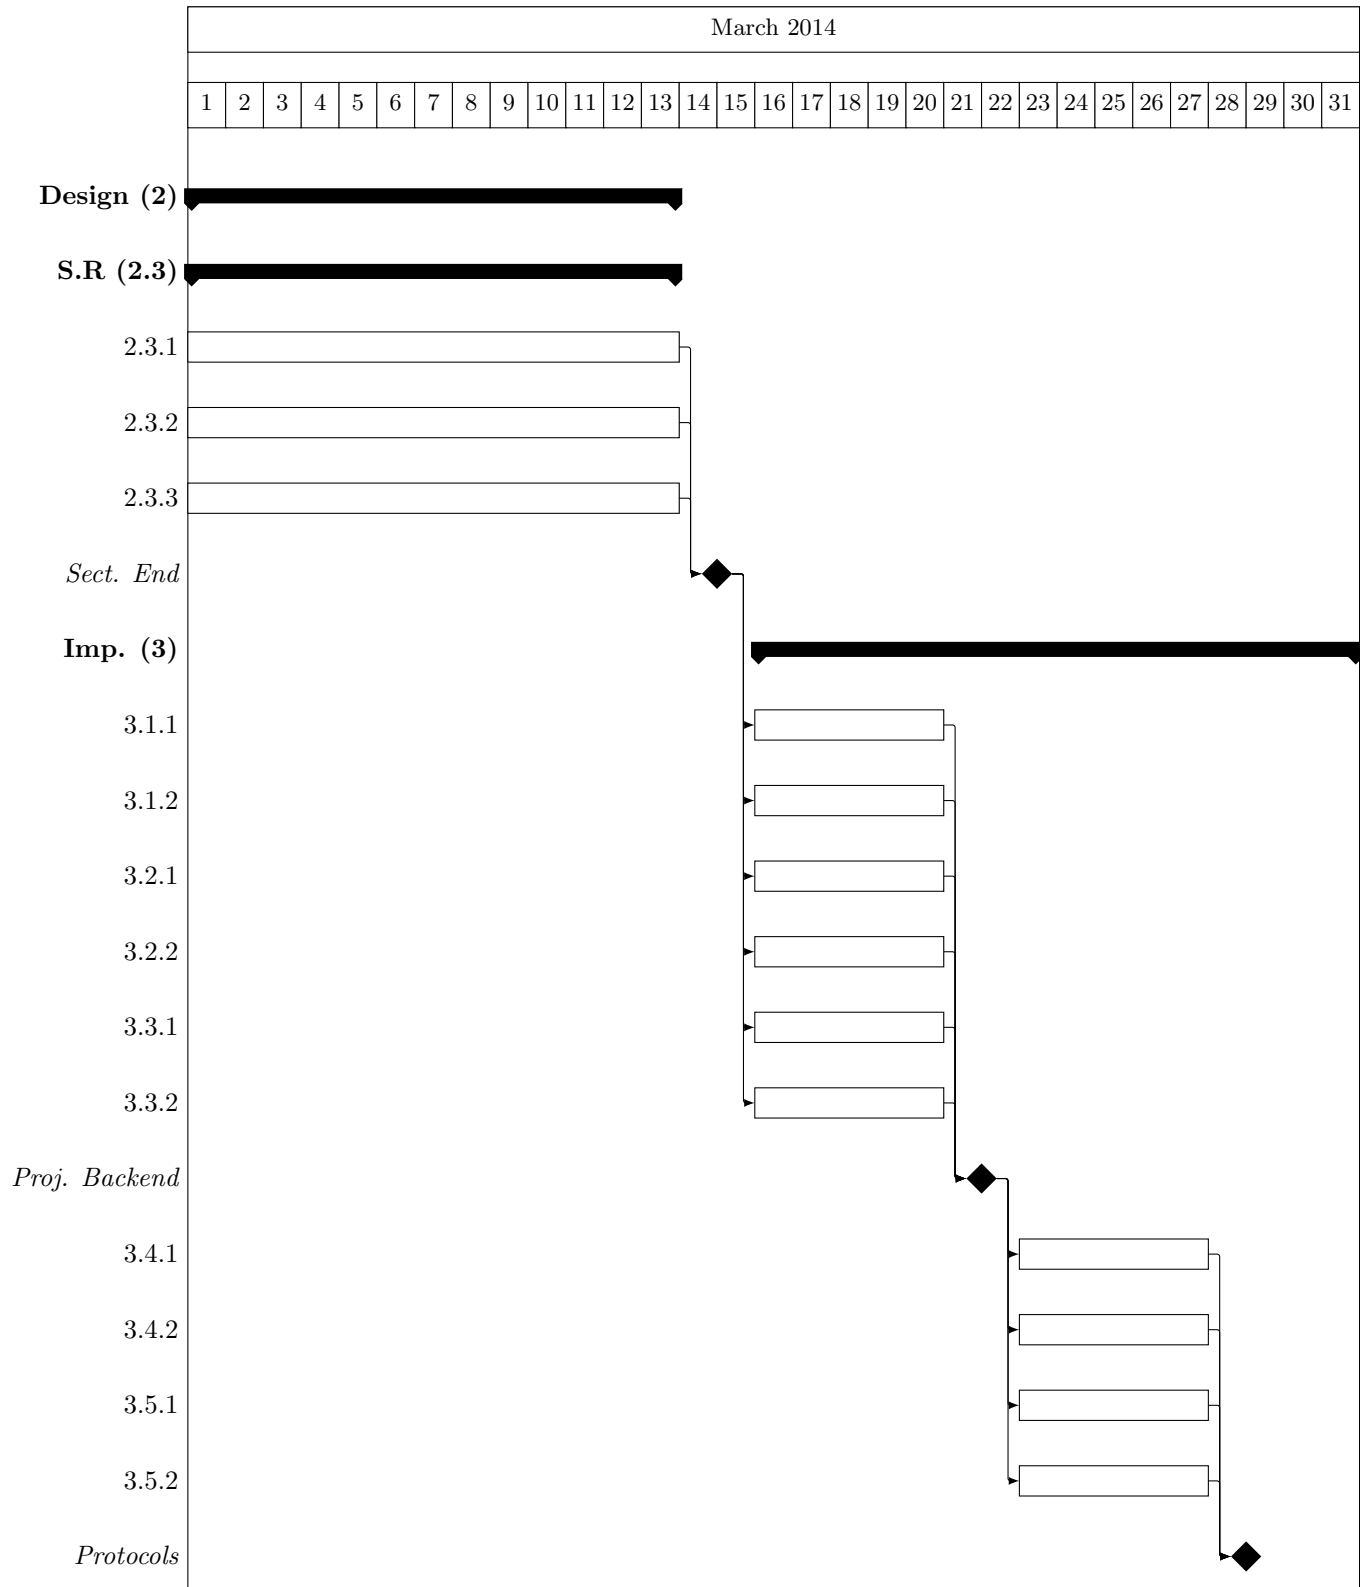 March 2014
1 2 3 4 5 6 7 8 9 10 11 12 13 14 15 16 17 18 19 20 21 22 23 24 25 26 27 28 29 30 31
Design (2)
S.R (2.3)
2.3.1
2.3.2
2.3.3
Sect. End
Imp. (3)
3.1.1
3.1.2
3.2.1
3.2.2
3.3.1
3.3.2
Proj. Backend
3.4.1
3.4.2
3.5.1
3.5.2
Protocols